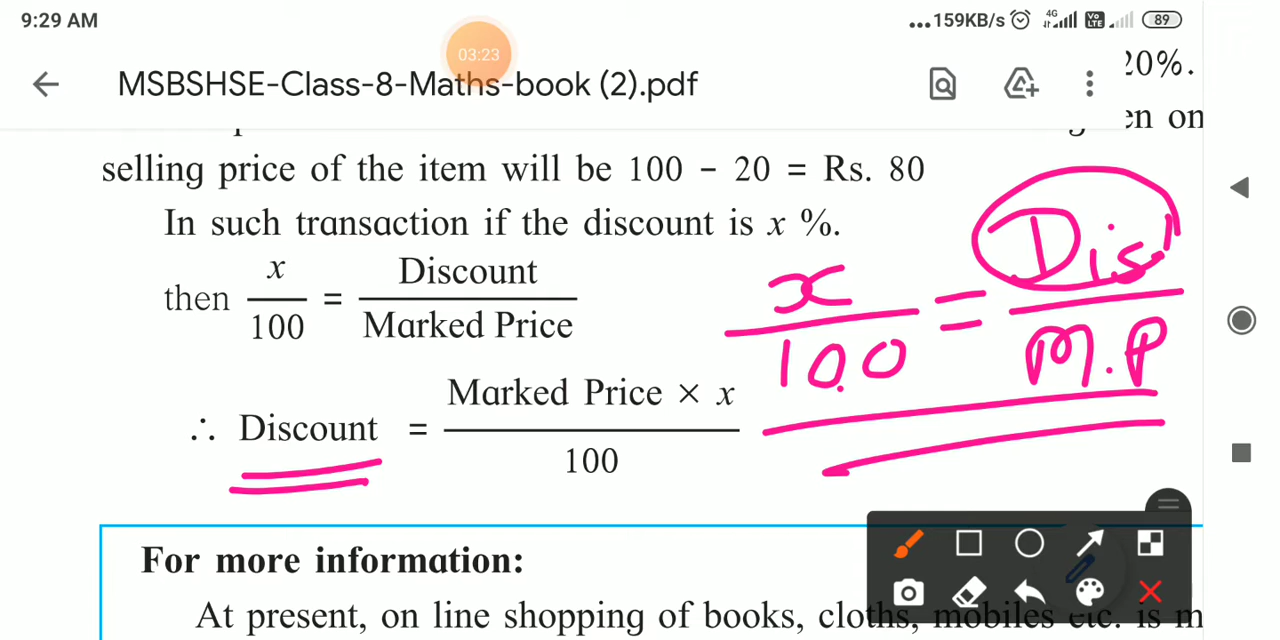 9:29 AM
03:23
...159KB/s 4G Vo LTE 89
MSBSHSE-Class-8-Maths-book (2).pdf
20%.
en on
selling price of the item will be 100 - 20 = Rs. 80
In such transaction if the discount is x %.
then x/100 = Discount/Marked Price
x/100 = Dis/M.P
∴ Discount = Marked Price × x/100
For more information:
At present, on line shopping of books, cloths, mobiles etc. is m